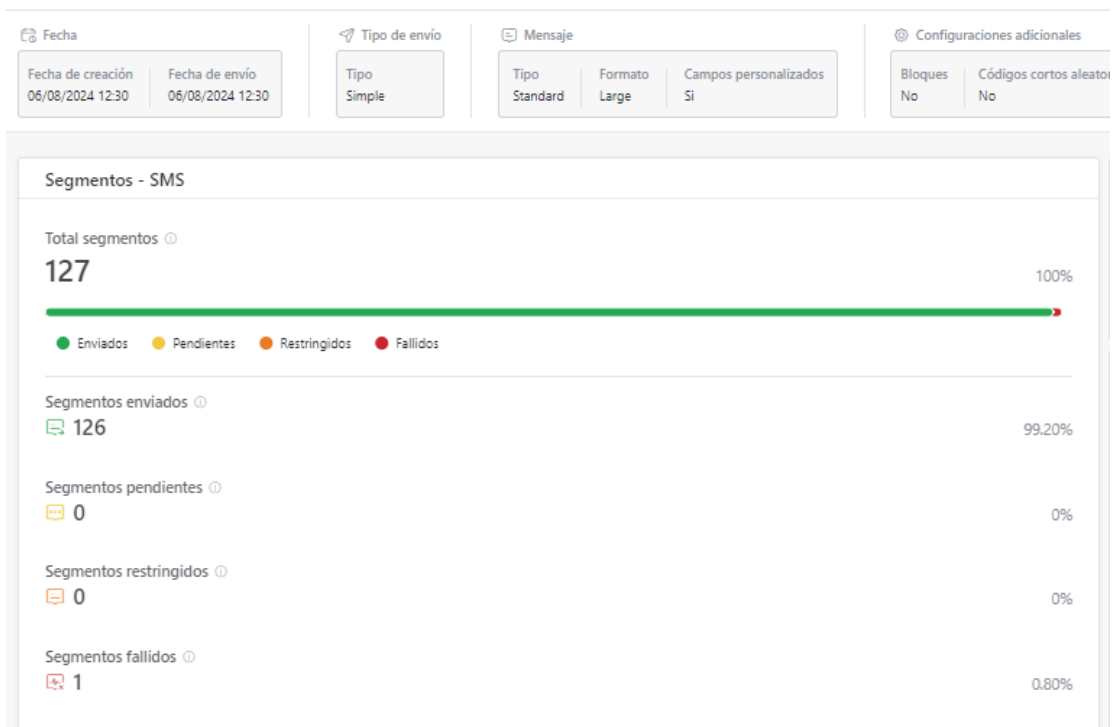 Fecha
Tipo de envío
Mensaje
Configuraciones adicionales
Fecha de creación
Fecha de envío
Tipo
Tipo
Formato
Campos personalizados
Bloques
Códigos cortos aleator
06/08/2024 12:30
06/08/2024 12:30
Simple
Standard
Large
Si
No
No
Segmentos - SMS
Total segmentos
127
100%
Enviados
Pendientes
Restringidos
Fallidos
Segmentos enviados
126
99.20%
Segmentos pendientes
0
0%
Segmentos restringidos
0
0%
Segmentos fallidos
1
0.80%